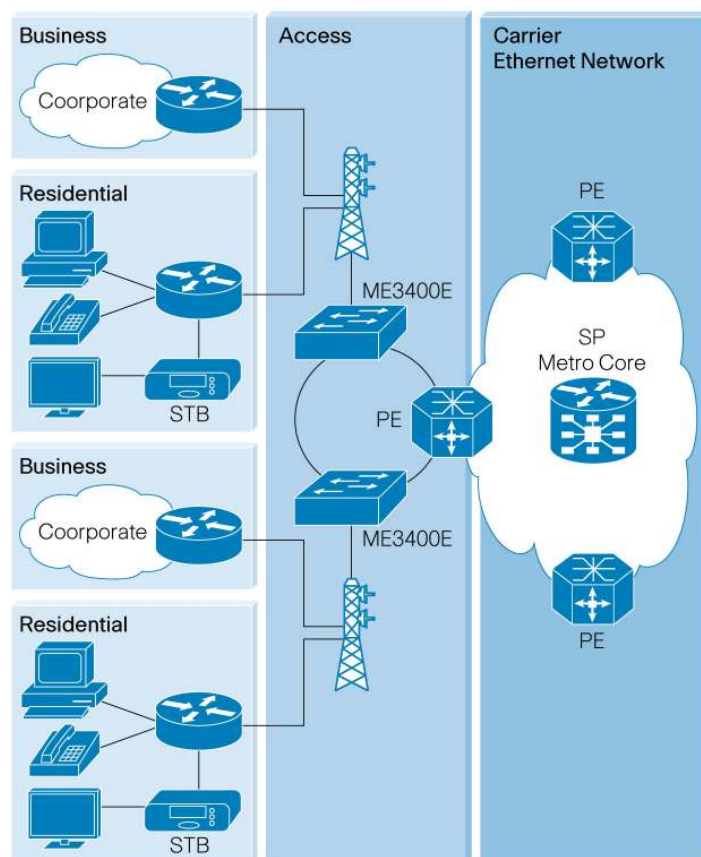 Business
Coorporate
Residential
STB
Business
Coorporate
Residential
STB
Access
ME3400E
PE
ME3400E
Carrier
Ethernet Network
PE
SP
Metro Core
PE